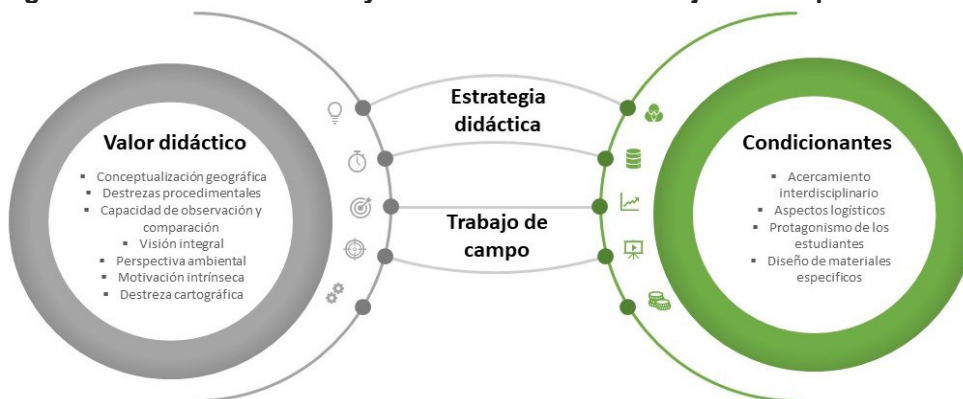 Valor didáctico
▪ Conceptualización geográfica
▪ Destrezas procedimentales
▪ Capacidad de observación y
comparación
▪ Visión integral
▪ Perspectiva ambiental
▪ Motivación intrínseca
▪ Destreza cartográfica
Estrategia
didáctica
Trabajo de
campo
Condicionantes
▪ Acercamiento
interdisciplinario
▪ Aspectos logísticos
▪ Protagonismo de los
estudiantes
▪ Diseño de materiales
especificos